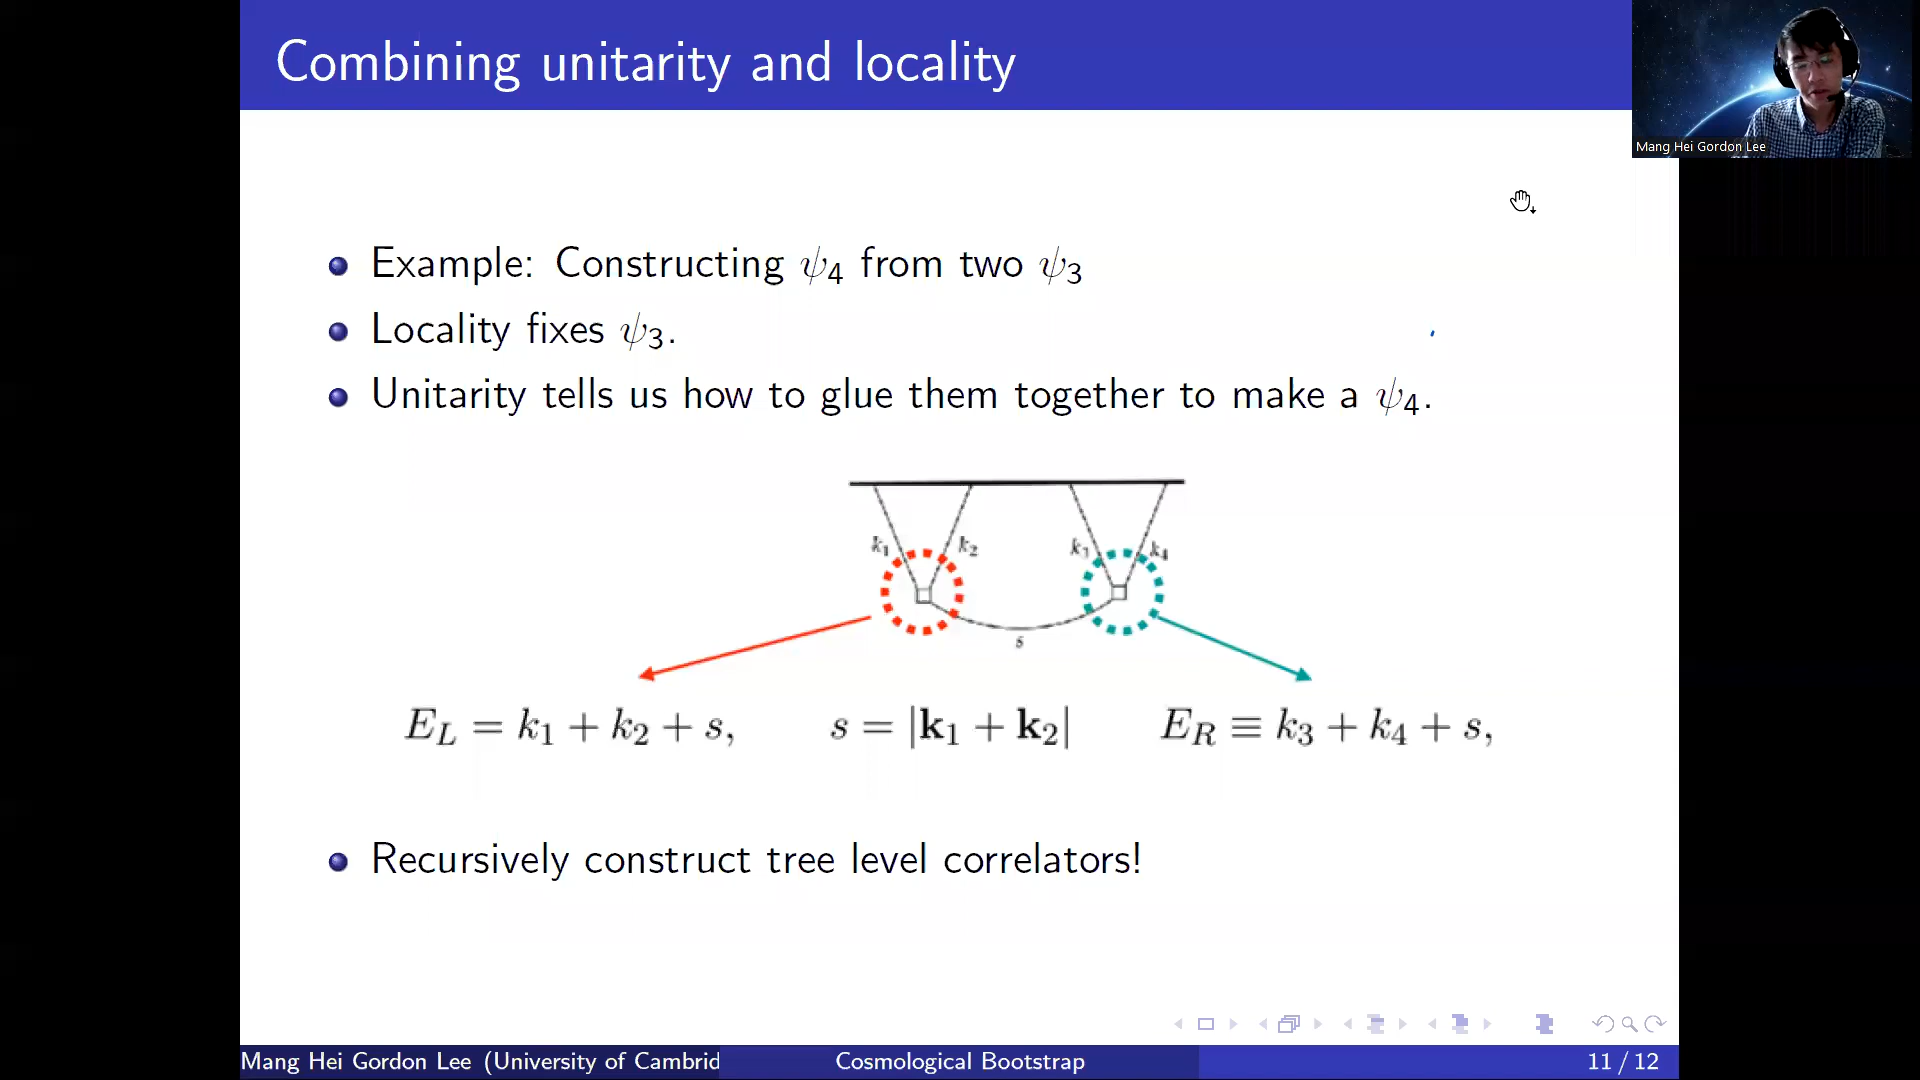 Combining unitarity and locality
Mang Hei Gordon Lee
Example: Constructing ψ4 from two ψ3
Locality fixes ψ3.
Unitarity tells us how to glue them together to make a ψ4.
k1 k2 k3 k4
s
E_L = k1 + k2 + s, s = |k1 + k2| E_R ≡ k3 + k4 + s,
Recursively construct tree level correlators!
Mang Hei Gordon Lee (University of Cambrid Cosmological Bootstrap 11 / 12